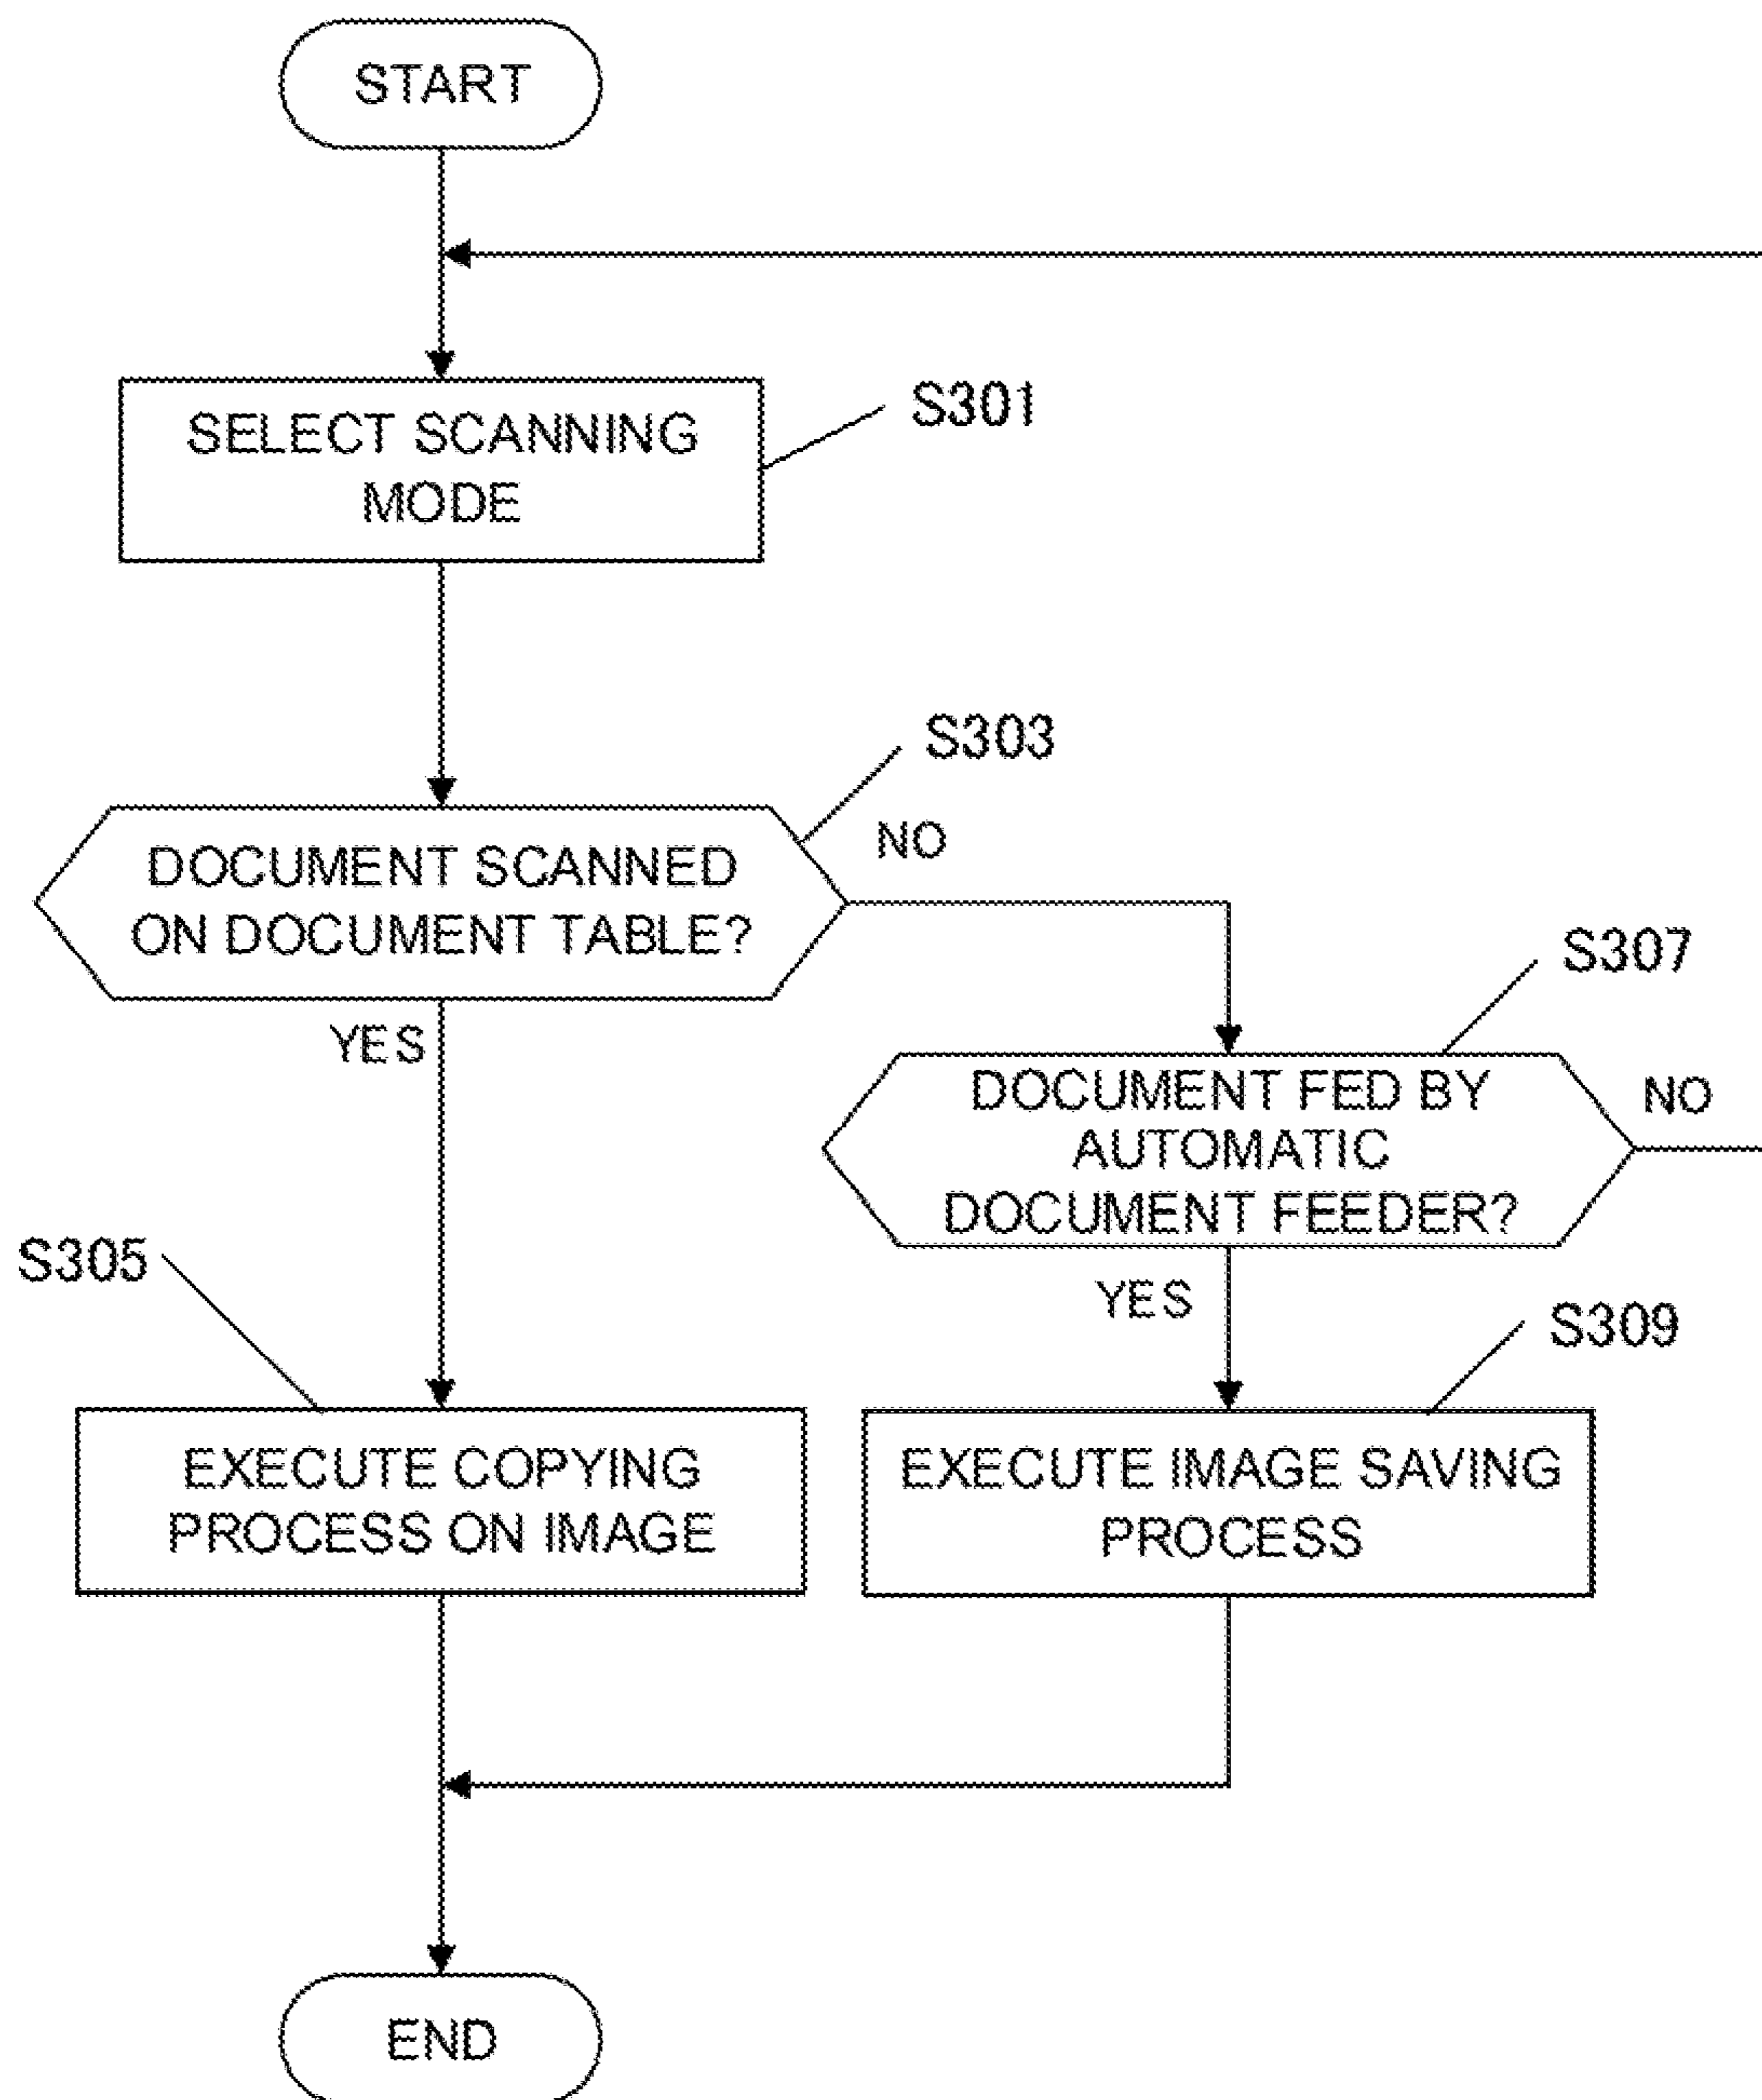 START
SELECT SCANNING
MODE
S301
DOCUMENT SCANNED
ON DOCUMENT TABLE?
S303
NO
YES
DOCUMENT FED BY
AUTOMATIC
DOCUMENT FEEDER?
S307
NO
YES
S305
EXECUTE COPYING
PROCESS ON IMAGE
S309
EXECUTE IMAGE SAVING
PROCESS
END